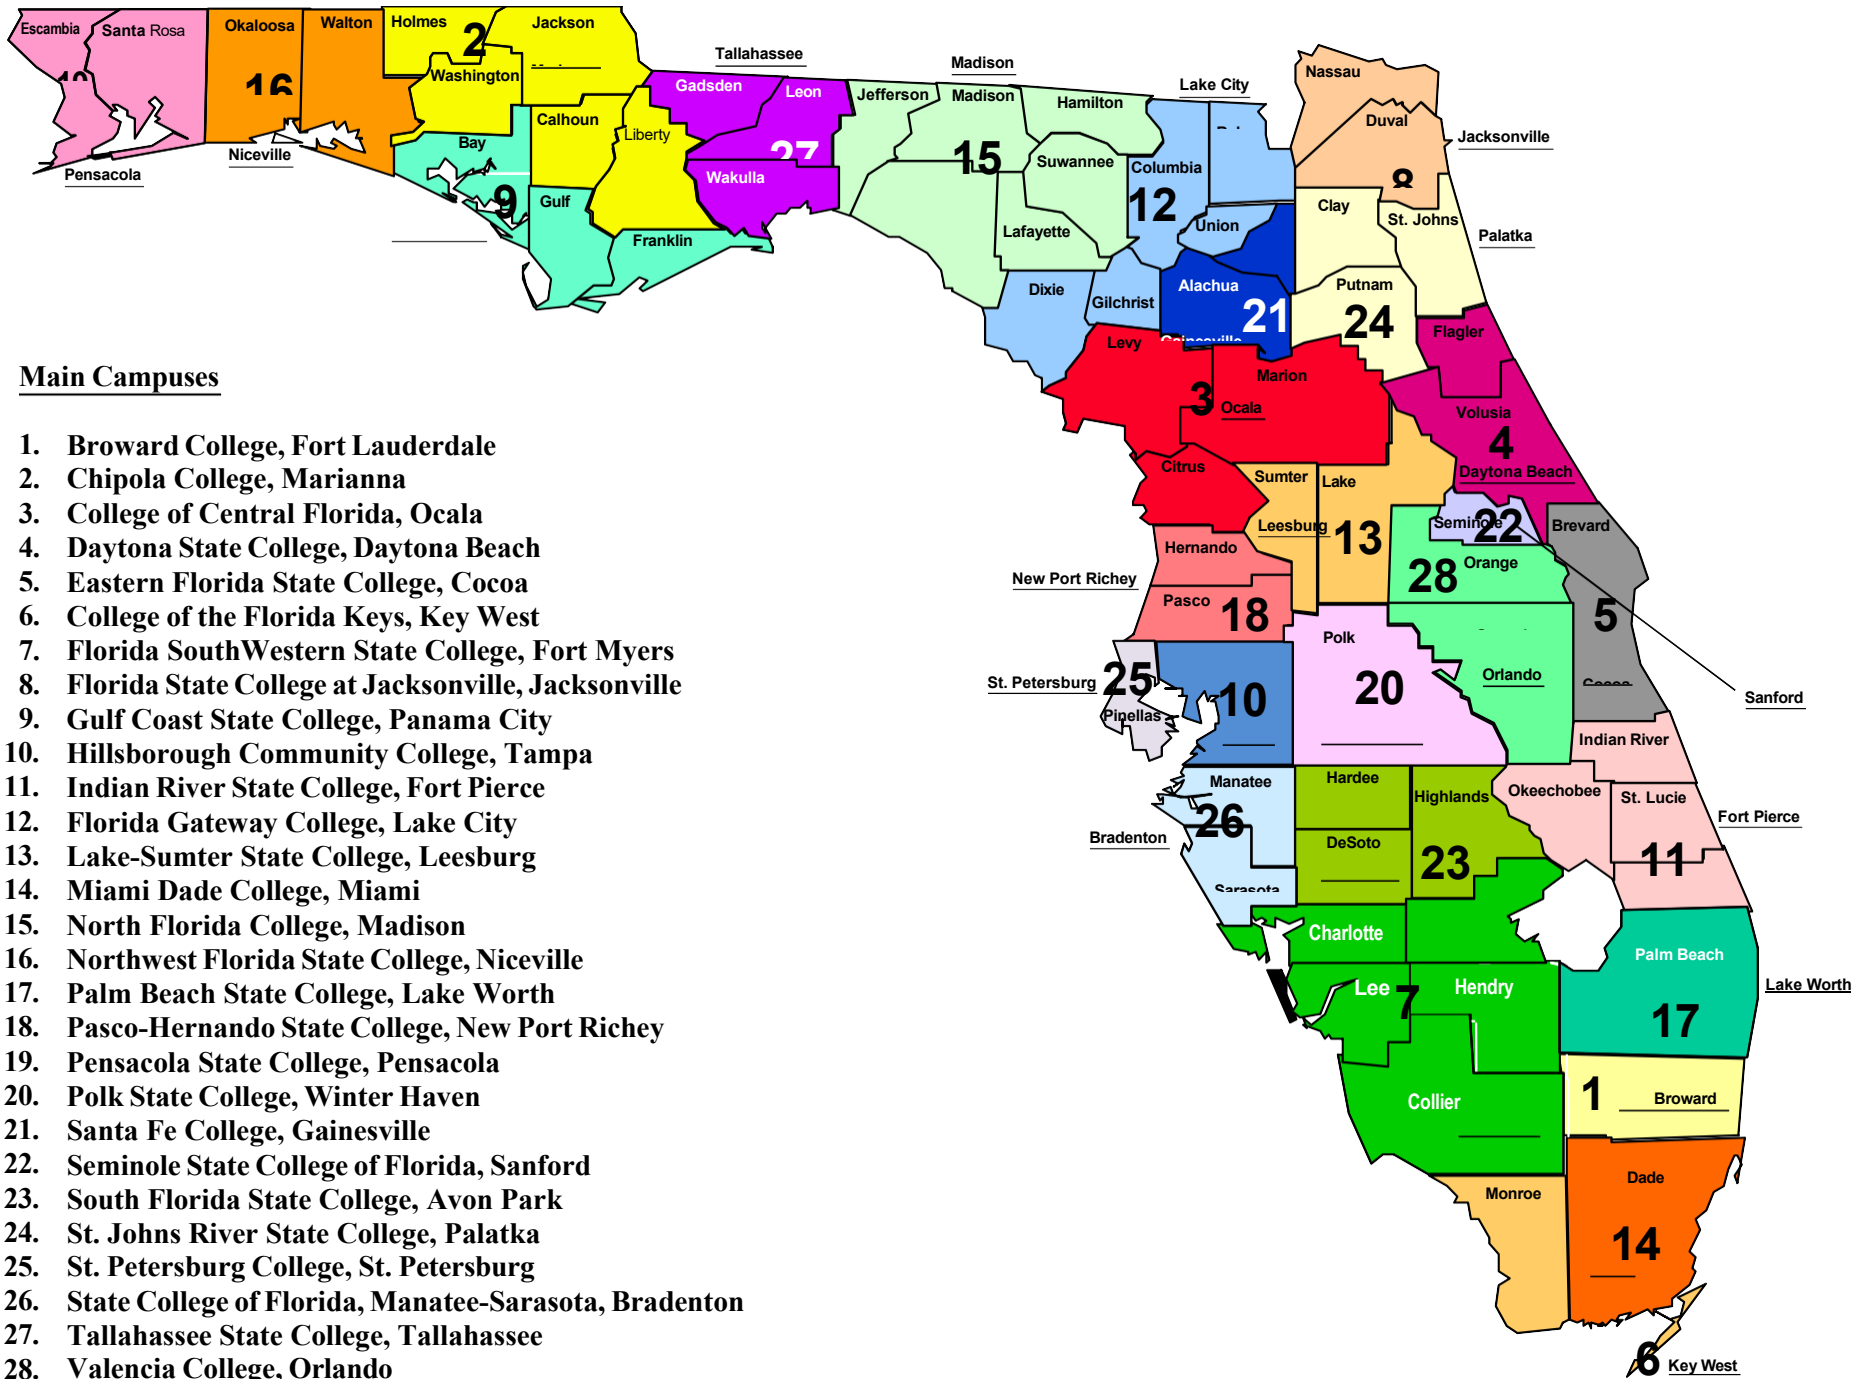 Escambia
Santa Rosa
Okaloosa
Walton
Holmes
2
Jackson
Washington
16
Tallahassee
Madison
Lake City
Nassau
Gadsden
Leon
Jefferson
Madison
Hamilton
Calhoun
Liberty
Bay
Duval
Jacksonville
Niceville
Pensacola
27
15
Suwannee
Columbia
Wakulla
8
9
Gulf
12
Clay
St. Johns
Union
Franklin
Lafayette
Palatka
Dixie
Gilchrist
Alachua
21
Putnam
24
Gainesville
Levy
Flagler
Main Campuses
Marion
3
Ocala
Volusia
4
Daytona Beach
1. Broward College, Fort Lauderdale
2. Chipola College, Marianna
3. College of Central Florida, Ocala
4. Daytona State College, Daytona Beach
5. Eastern Florida State College, Cocoa
6. College of the Florida Keys, Key West
7. Florida SouthWestern State College, Fort Myers
8. Florida State College at Jacksonville, Jacksonville
9. Gulf Coast State College, Panama City
10. Hillsborough Community College, Tampa
11. Indian River State College, Fort Pierce
12. Florida Gateway College, Lake City
13. Lake-Sumter State College, Leesburg
14. Miami Dade College, Miami
15. North Florida College, Madison
16. Northwest Florida State College, Niceville
17. Palm Beach State College, Lake Worth
18. Pasco-Hernando State College, New Port Richey
19. Pensacola State College, Pensacola
20. Polk State College, Winter Haven
21. Santa Fe College, Gainesville
22. Seminole State College of Florida, Sanford
23. South Florida State College, Avon Park
24. St. Johns River State College, Palatka
25. St. Petersburg College, St. Petersburg
26. State College of Florida, Manatee-Sarasota, Bradenton
27. Tallahassee State College, Tallahassee
28. Valencia College, Orlando
Citrus
Sumter
Lake
Leesburg
13
Seminole
22
Brevard
Hernando
28
Orange
New Port Richey
Pasco
18
5
Polk
St. Petersburg
25
Pinellas
10
20
Orlando
Cocoa
Sanford
Indian River
Manatee
Hardee
Highlands
Okeechobee
St. Lucie
26
Bradenton
Fort Pierce
DeSoto
23
11
Sarasota
Charlotte
Palm Beach
Lee
7
Hendry
Lake Worth
17
Collier
1
Broward
Monroe
Dade
14
6
Key West